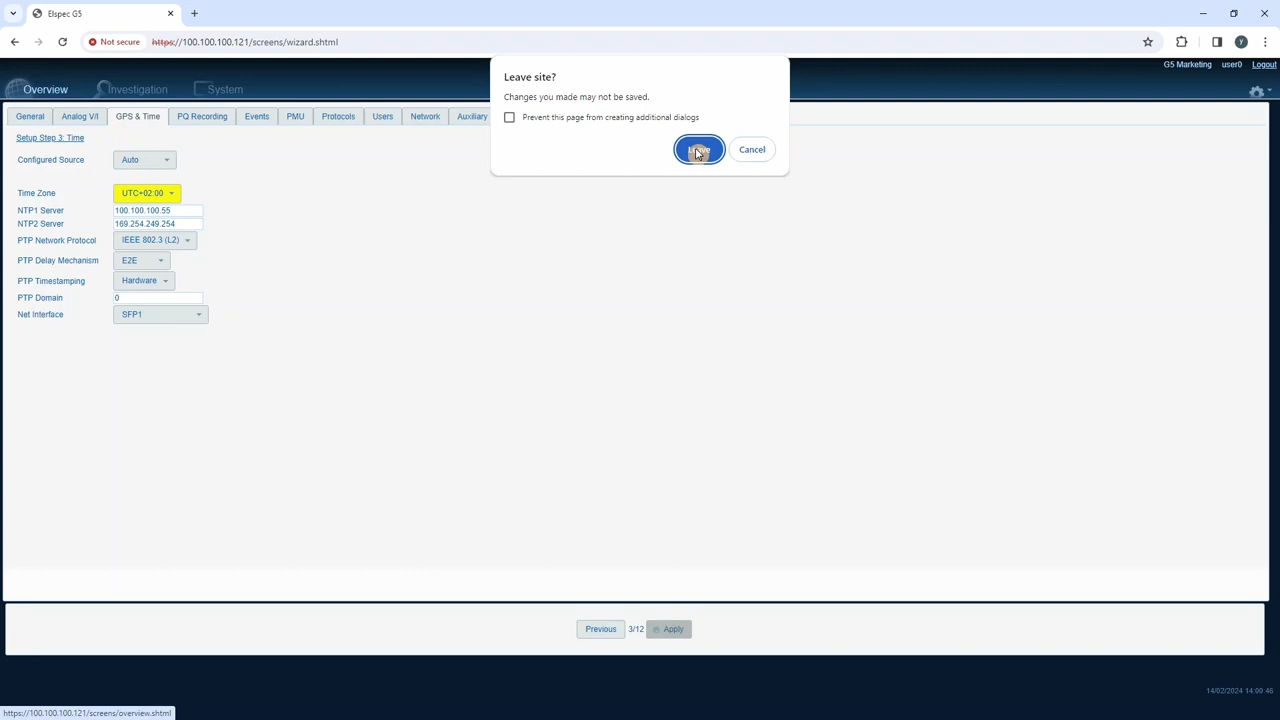 Elspec G5
Not secure https://100.100.100.121/screens/wizard.shtml
Leave site?
Changes you made may not be saved.
Prevent this page from creating additional dialogs
Cancel
G5 Marketing user0 Logout
Overview Investigation System
General Analog V/I GPS & Time PQ Recording Events PMU Protocols Users Network Auxiliary
Setup Step 3: Time
Configured Source Auto
Time Zone UTC+02:00
NTP1 Server 100.100.100.55
NTP2 Server 169.254.249.254
PTP Network Protocol IEEE 802.3 (L2)
PTP Delay Mechanism E2E
PTP Timestamping Hardware
PTP Domain 0
Net Interface SFP1
Previous 3/12 Apply
14/02/2024 14:00:46
https://100.100.100.121/screens/overview.shtml